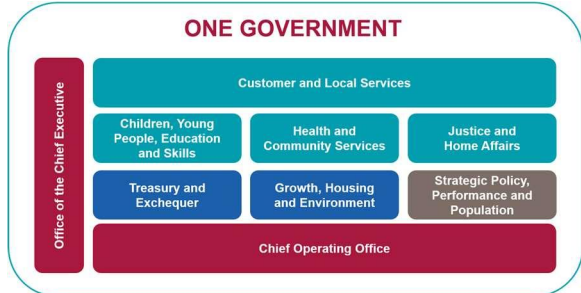 ONE GOVERNMENT
Office of the Chief Executive
Customer and Local Services
Children, Young
People, Education
and Skills
Health and
Community Services
Justice and
Home Affairs
Treasury and
Exchequer
Growth, Housing
and Environment
Strategic Policy,
Performance and
Population
Chief Operating Office